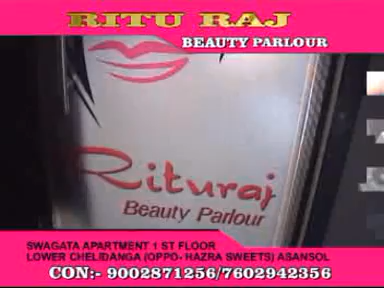 RITU RAJ
BEAUTY PARLOUR
Rituraj
Beauty Parlour
SWAGATA APARTMENT 1 ST FLOOR
LOWER CHELIDANGA (OPPO- HAZRA SWEETS) ASANSOL
CON:- 9002871256/7602942356